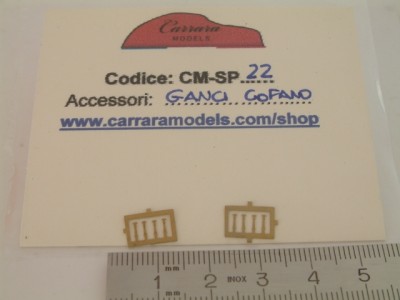 Carrara
MODELS
Codice: CM-SP 22
Accessori: GANCI COFANO
www.carraramodels.com/shop
1 2 INOX 3 4 5
mm